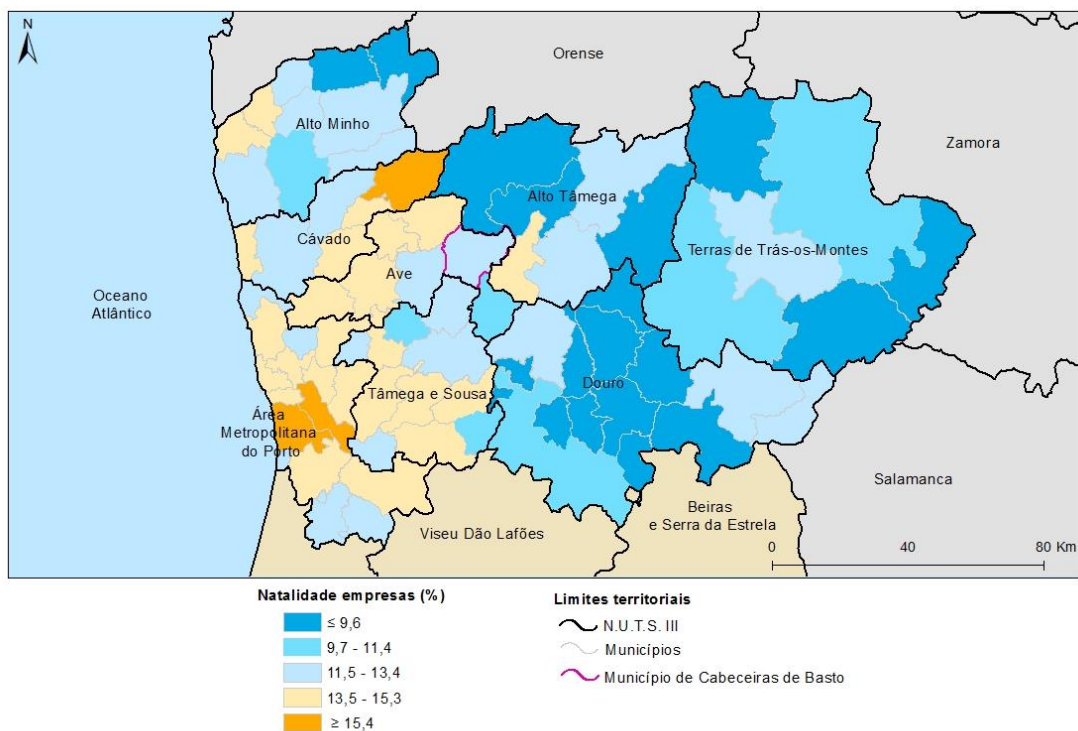 N
Orense
Alto Minho
Zamora
Alto Tâmega
Cávado
Terras de Trás-os-Montes
Ave
Oceano
Atlântico
Douro
Tâmega e Sousa
Área
Metropolitana
do Porto
Salamanca
Beiras
e Serra da Estrela
Viseu Dão Lafões
0 40 80 Km
Natalidade empresas (%)
≤ 9,6
9,7 - 11,4
11,5 - 13,4
13,5 - 15,3
≥ 15,4
Limites territoriais
N.U.T.S. III
Municípios
Município de Cabeceiras de Basto